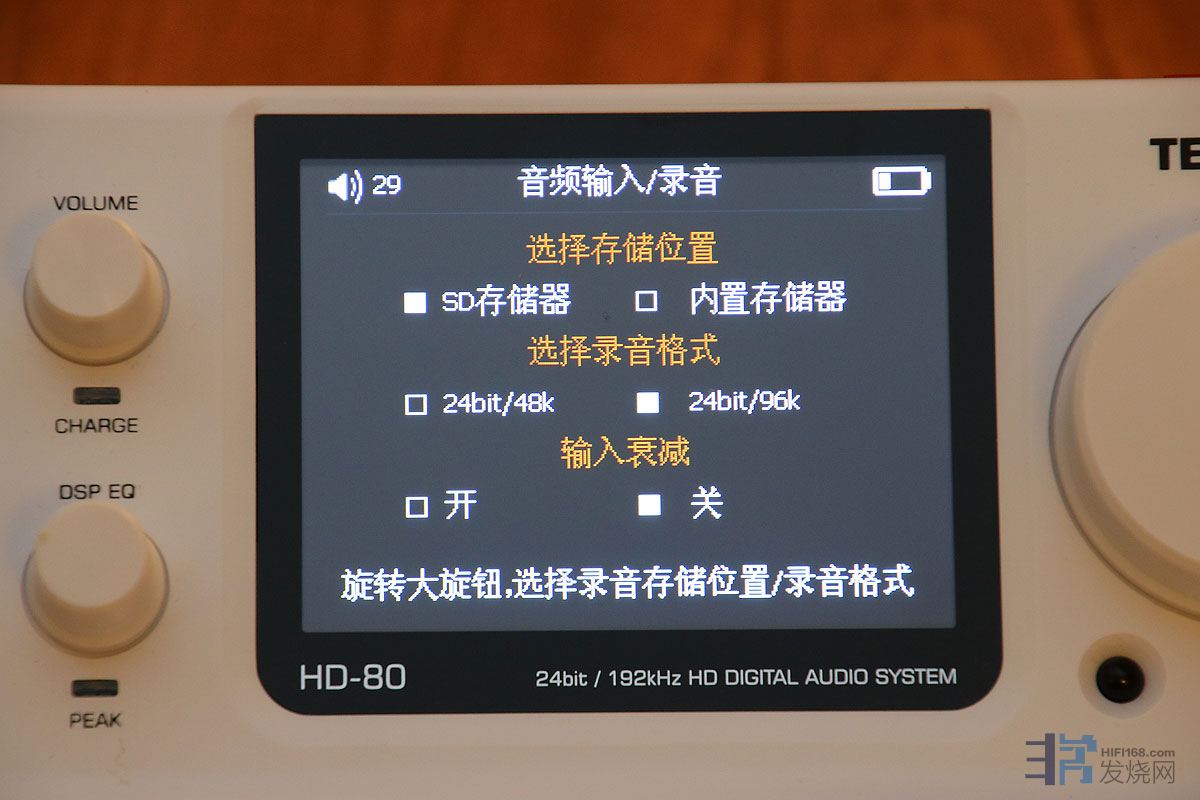 TE
VOLUME
29 音频输入/录音
选择存储位置
SD存储器 内置存储器
选择录音格式
24bit/48k 24bit/96k
CHARGE
输入衰减
DSP EQ
开 关
旋转大旋钮,选择录音存储位置/录音格式
HD-80 24bit / 192kHz HD DIGITAL AUDIO SYSTEM
PEAK
HIFI168.com
发烧网